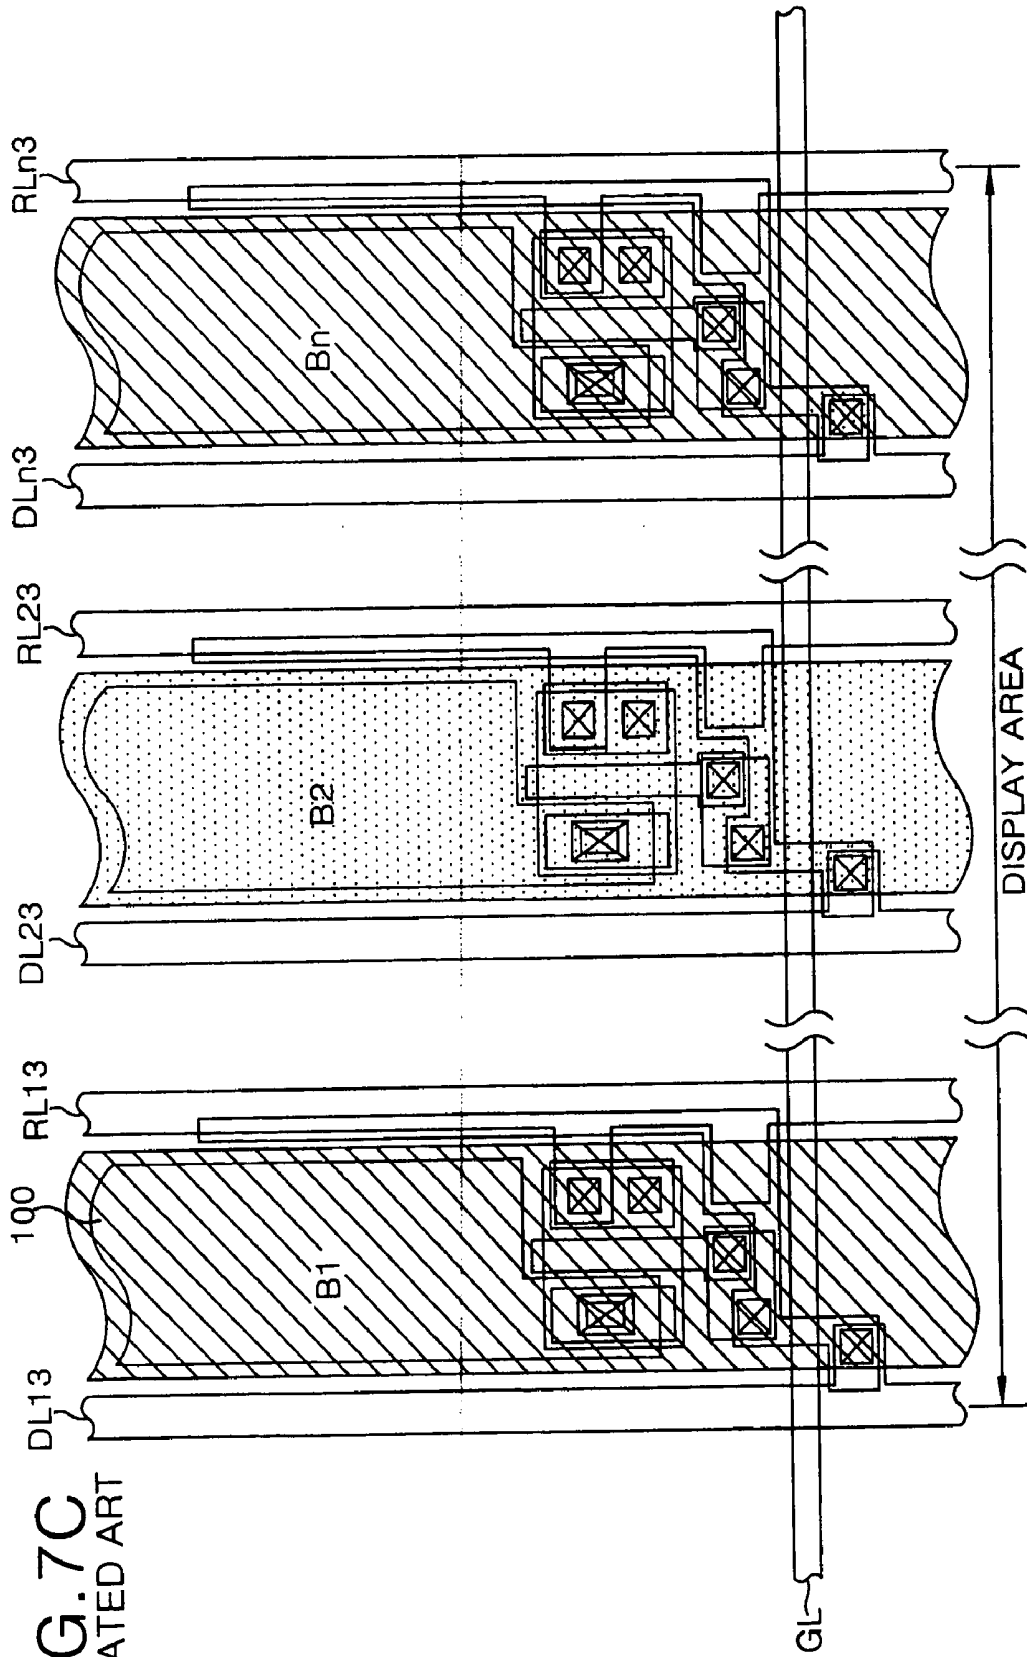 G.7C
ATED ART
DL13
100
RL13
DL23
RL23
DLn3
RLn3
B1
B2
Bn
GL
DISPLAY AREA